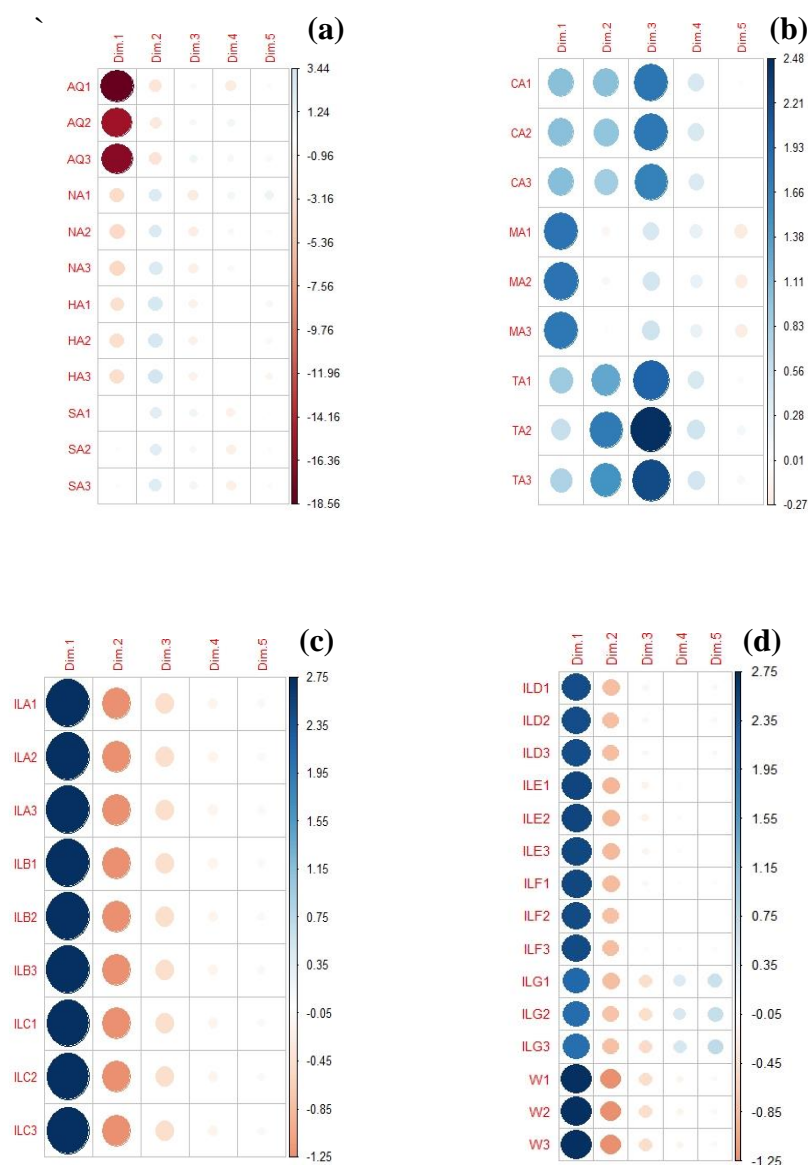 `
(a)
Dim.1 Dim.2 Dim.3 Dim.4 Dim.5
AQ1
AQ2
AQ3
NA1
NA2
NA3
HA1
HA2
HA3
SA1
SA2
SA3
3.44
1.24
-0.96
-3.16
-5.36
-7.56
-9.76
-11.96
-14.16
-16.36
-18.56
(b)
Dim.1 Dim.2 Dim.3 Dim.4 Dim.5
CA1
CA2
CA3
MA1
MA2
MA3
TA1
TA2
TA3
2.48
2.21
1.93
1.66
1.38
1.11
0.83
0.56
0.28
0.01
-0.27
(c)
Dim.1 Dim.2 Dim.3 Dim.4 Dim.5
ILA1
ILA2
ILA3
ILB1
ILB2
ILB3
ILC1
ILC2
ILC3
2.75
2.35
1.95
1.55
1.15
0.75
0.35
-0.05
-0.45
-0.85
-1.25
(d)
Dim.1 Dim.2 Dim.3 Dim.4 Dim.5
ILD1
ILD2
ILD3
ILE1
ILE2
ILE3
ILF1
ILF2
ILF3
ILG1
ILG2
ILG3
W1
W2
W3
2.75
2.35
1.95
1.55
1.15
0.75
0.35
-0.05
-0.45
-0.85
-1.25